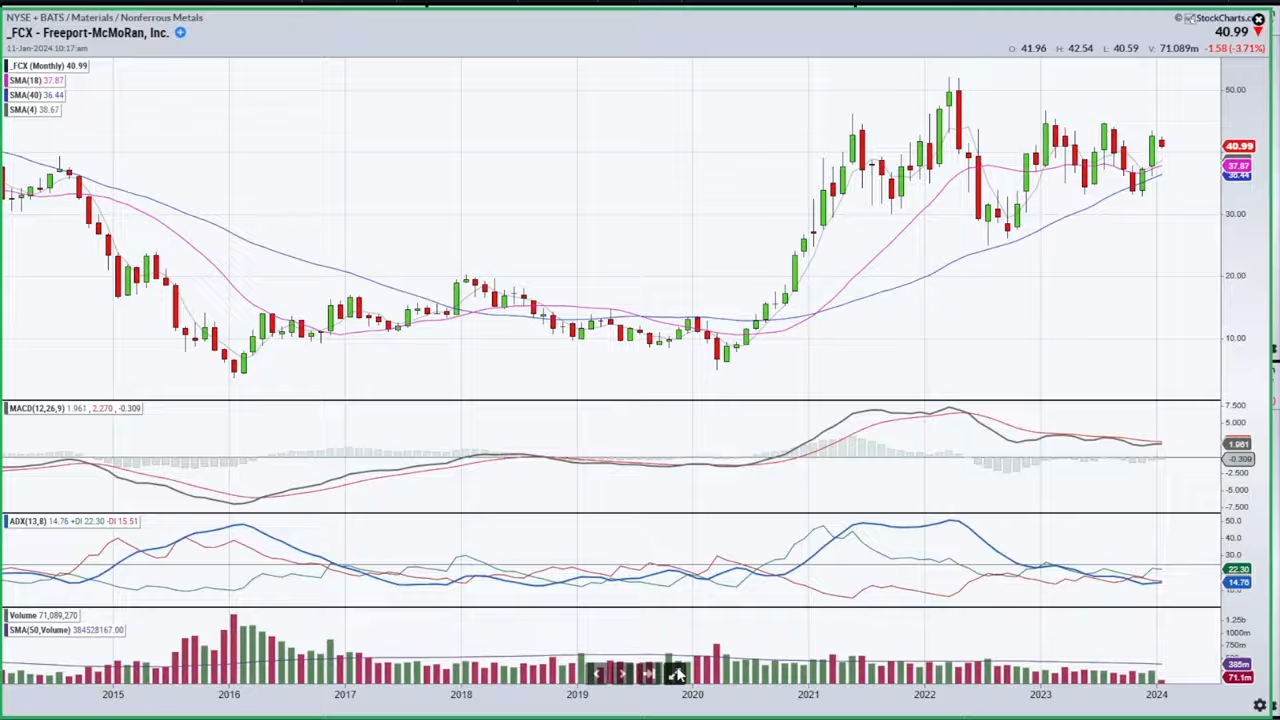 NYSE + BATS / Materials / Nonferrous Metals
© StockCharts.c
_FCX - Freeport-McMoRan, Inc.
40.99
11-Jan-2024 10:17am
O: 41.96 H: 42.54 L: 40.59 V: 71.089m -1.58 (-3.71%)
_FCX (Monthly) 40.99
SMA(18) 37.87
SMA(40) 36.44
SMA(4) 38.67
50.00
40.99
37.87
36.44
30.00
20.00
10.00
MACD(12,26,9) 1.961, 2.270, -0.309
7.500
5.000
1.961
-0.309
-2.500
-5.000
-7.500
ADX(13,8) 14.76 +DI 22.30 -DI 15.51
50.0
40.0
30.0
22.30
14.76
10.0
Volume 71,089,270
SMA(50,Volume) 384528167.00
1.25b
1000m
750m
385m
71.1m
2015 2016 2017 2018 2019 2020 2021 2022 2023 2024